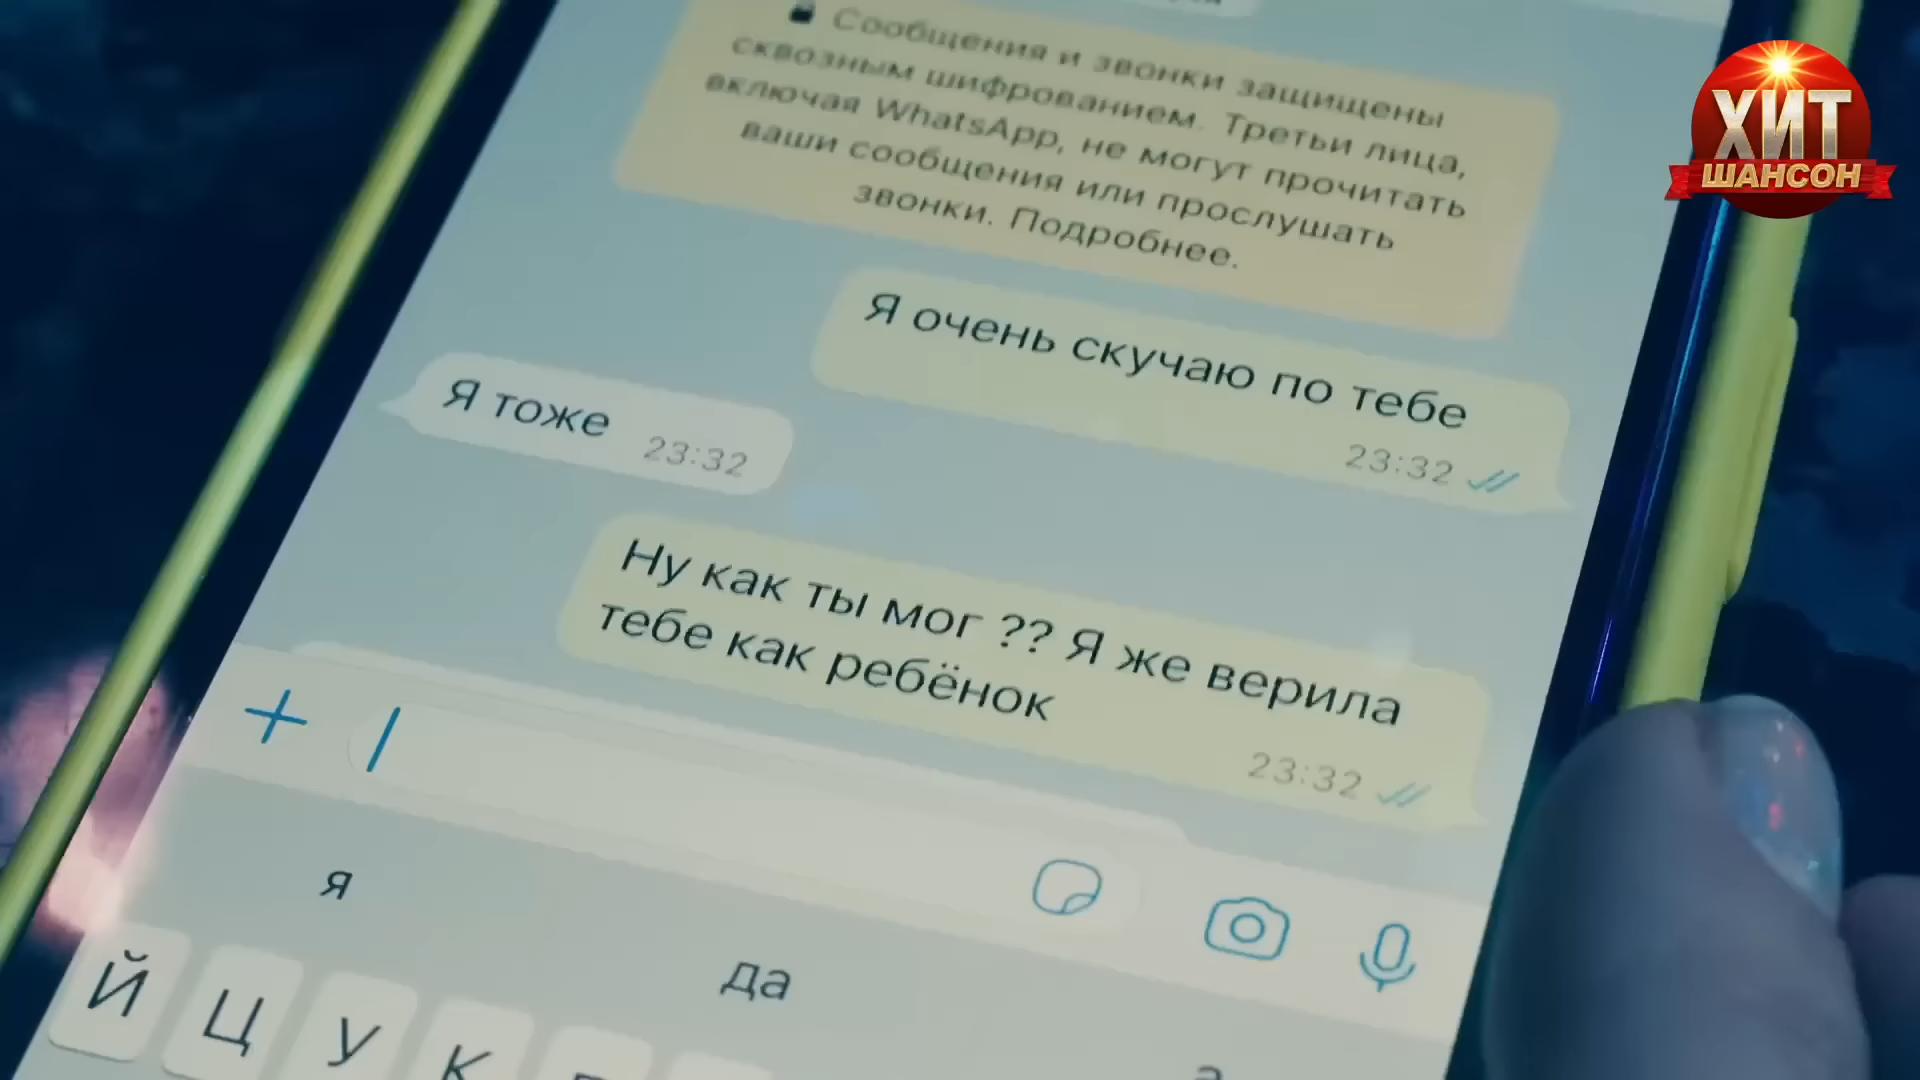 Сообщения и звонки защищены
сквозным шифрованием. Третьи лица,
включая WhatsApp, не могут прочитать
ваши сообщения или прослушать
звонки. Подробнее.
ХИТ
ШАНСОН
Я очень скучаю по тебе
23:32
Я тоже
23:32
Ну как ты мог ?? Я же верила
тебе как ребёнок
23:32
я
да
а
Й Ц У К